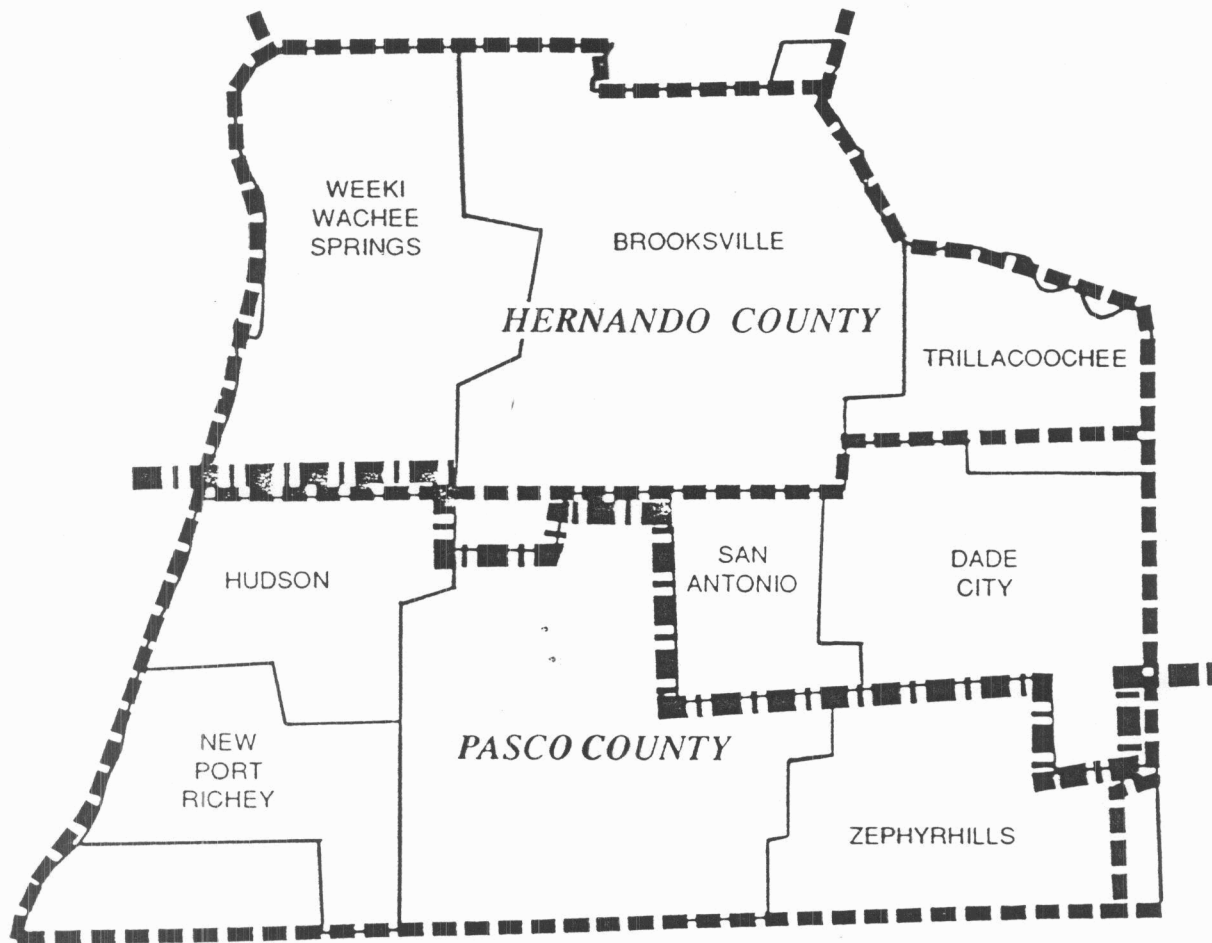 WEEKI
WACHEE
SPRINGS
BROOKSVILLE
HERNANDO COUNTY
TRILLACOOCHEE
HUDSON
SAN
ANTONIO
DADE
CITY
NEW
PORT
RICHEY
PASCO COUNTY
ZEPHYRHILLS